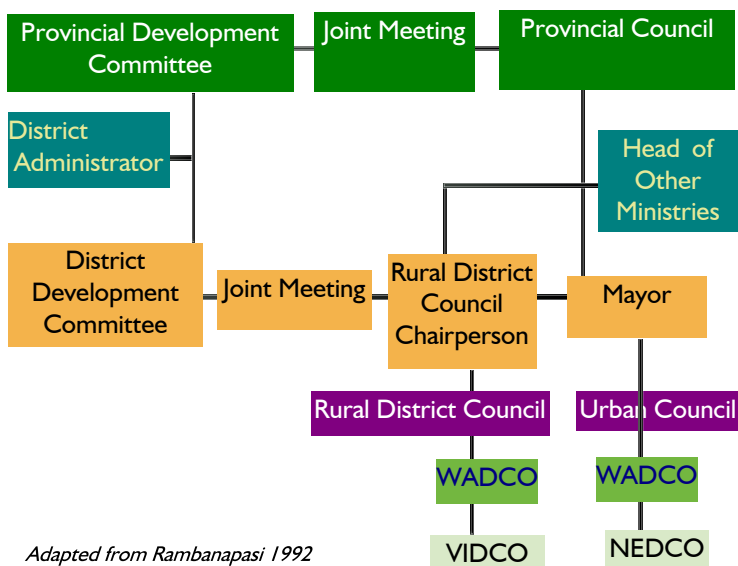 Provincial Development
Committee
Joint Meeting
Provincial Council
District
Administrator
Head of
Other
Ministries
District
Development
Committee
Joint Meeting
Rural District
Council
Chairperson
Mayor
Rural District Council
Urban Council
WADCO
WADCO
VIDCO
NEDCO
Adapted from Rambanapasi 1992